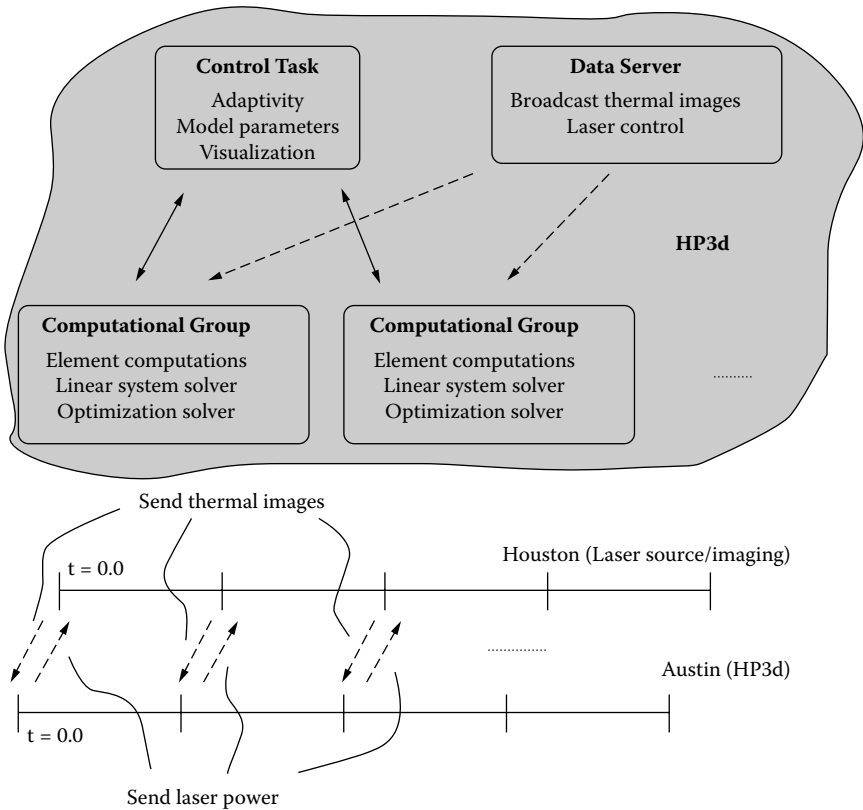 Control Task
Adaptivity
Model parameters
Visualization
Data Server
Broadcast thermal images
Laser control
HP3d
Computational Group
Element computations
Linear system solver
Optimization solver
Computational Group
Element computations
Linear system solver
Optimization solver
Send thermal images
t = 0.0
Houston (Laser source/imaging)
Austin (HP3d)
t = 0.0
Send laser power